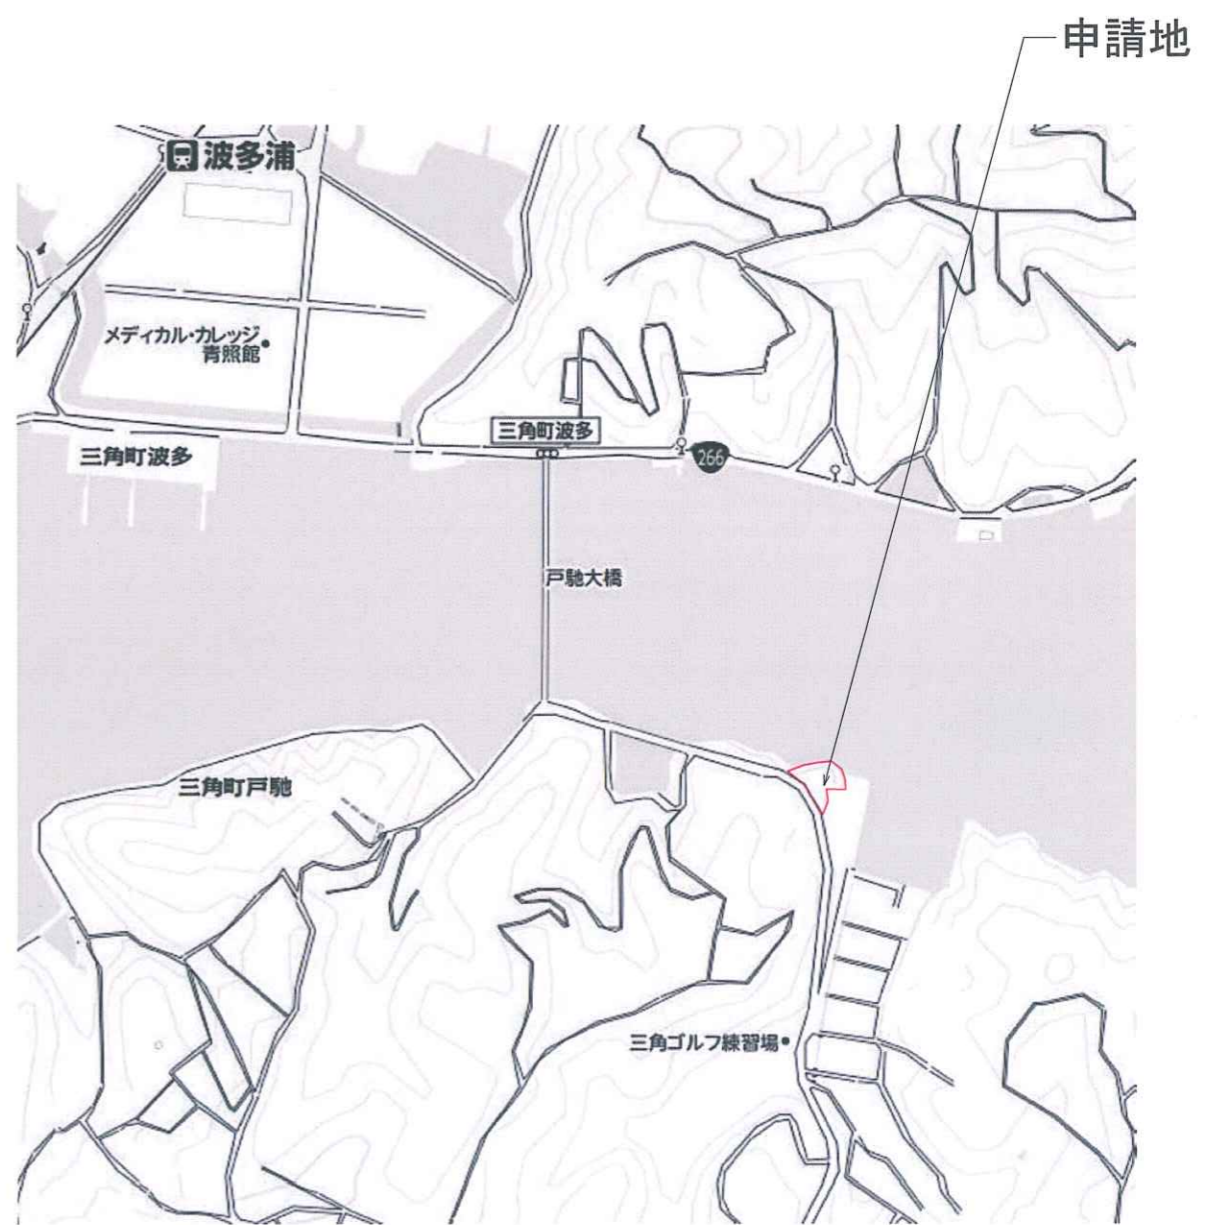 申請地
波多浦
メディカル・カレッジ
青照館
三角町波多
三角町波多
266
戸馳大橋
三角町戸馳
三角ゴルフ練習場